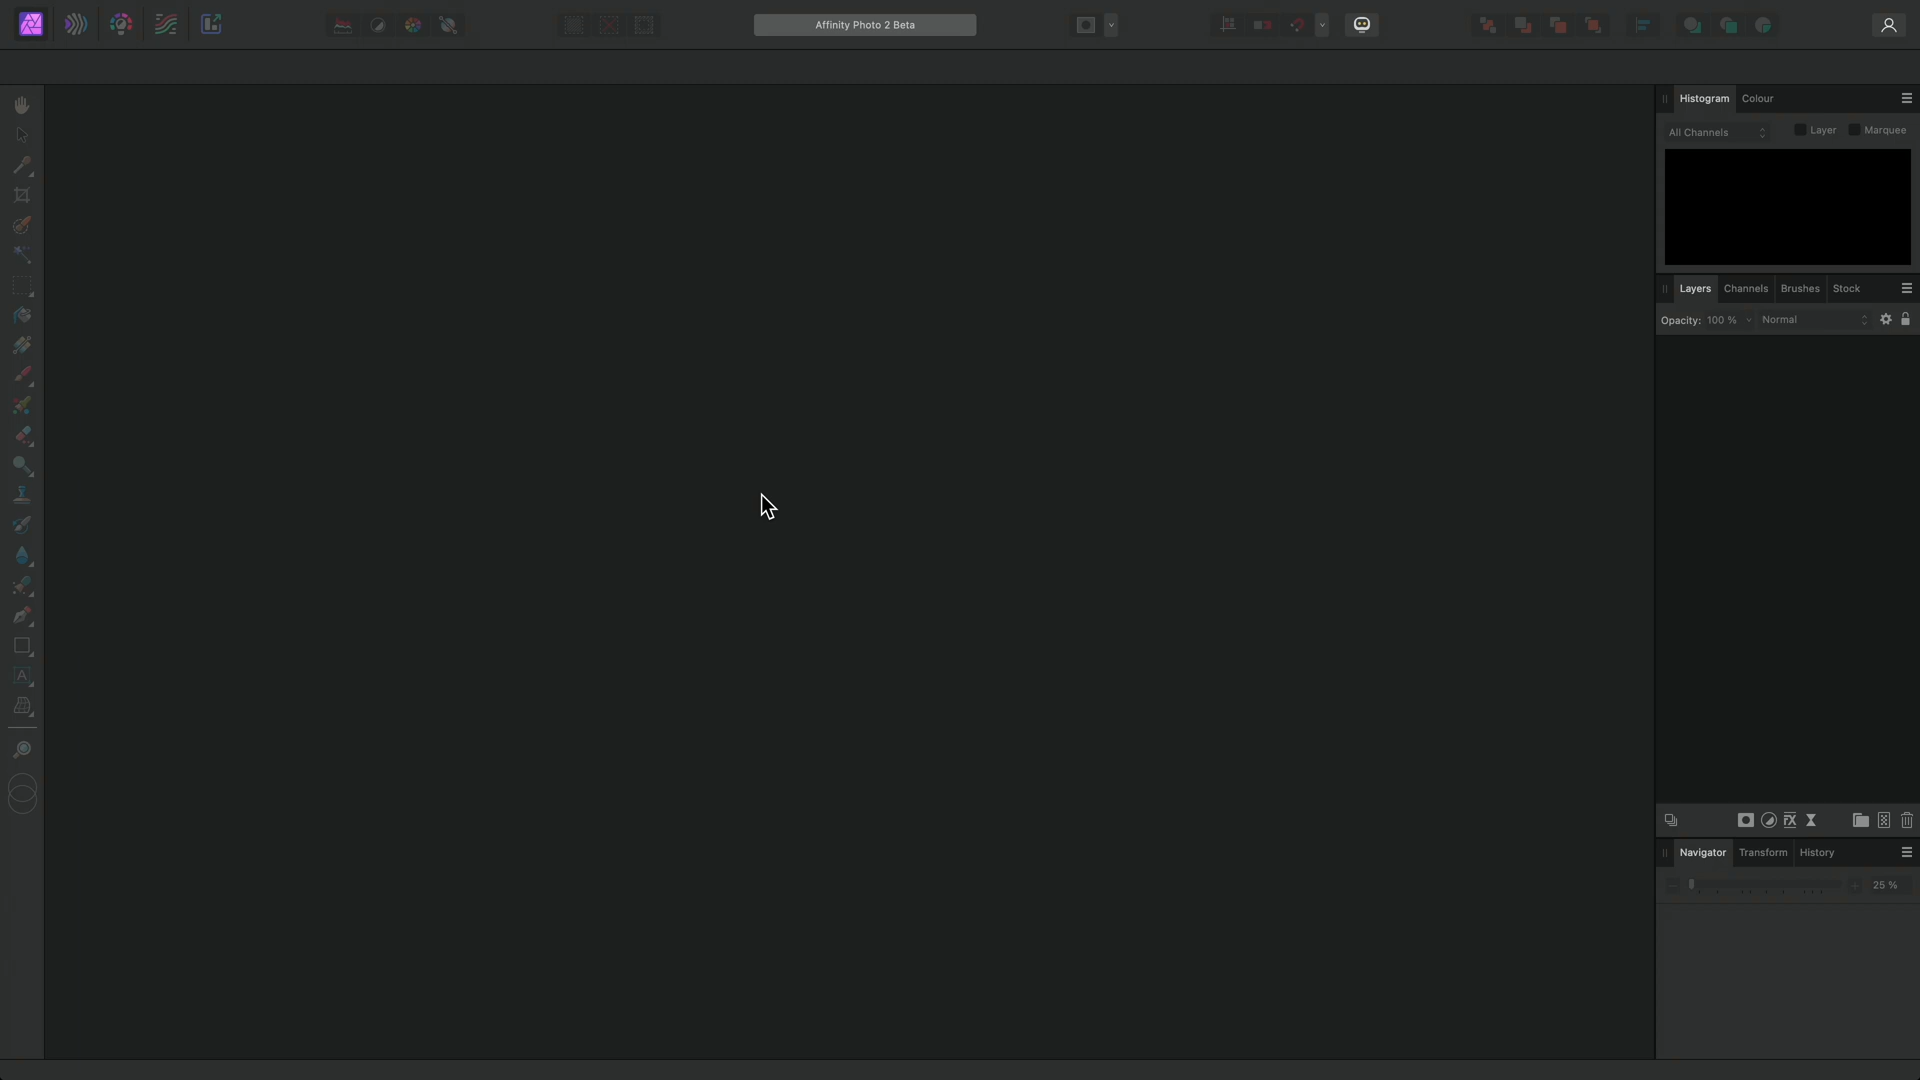 Affinity Photo 2 Beta
Histogram Colour
All Channels Layer Marquee
Layers Channels Brushes Stock
Opacity: 100 % Normal
Navigator Transform History
25 %